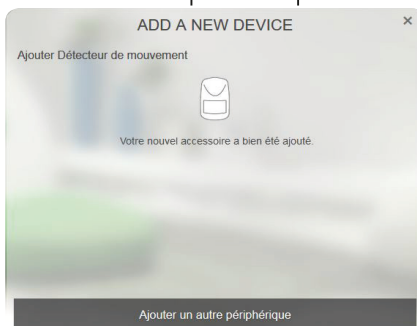 ADD A NEW DEVICE
×
Ajouter Détecteur de mouvement
Votre nouvel accessoire a bien été ajouté.
Ajouter un autre périphérique